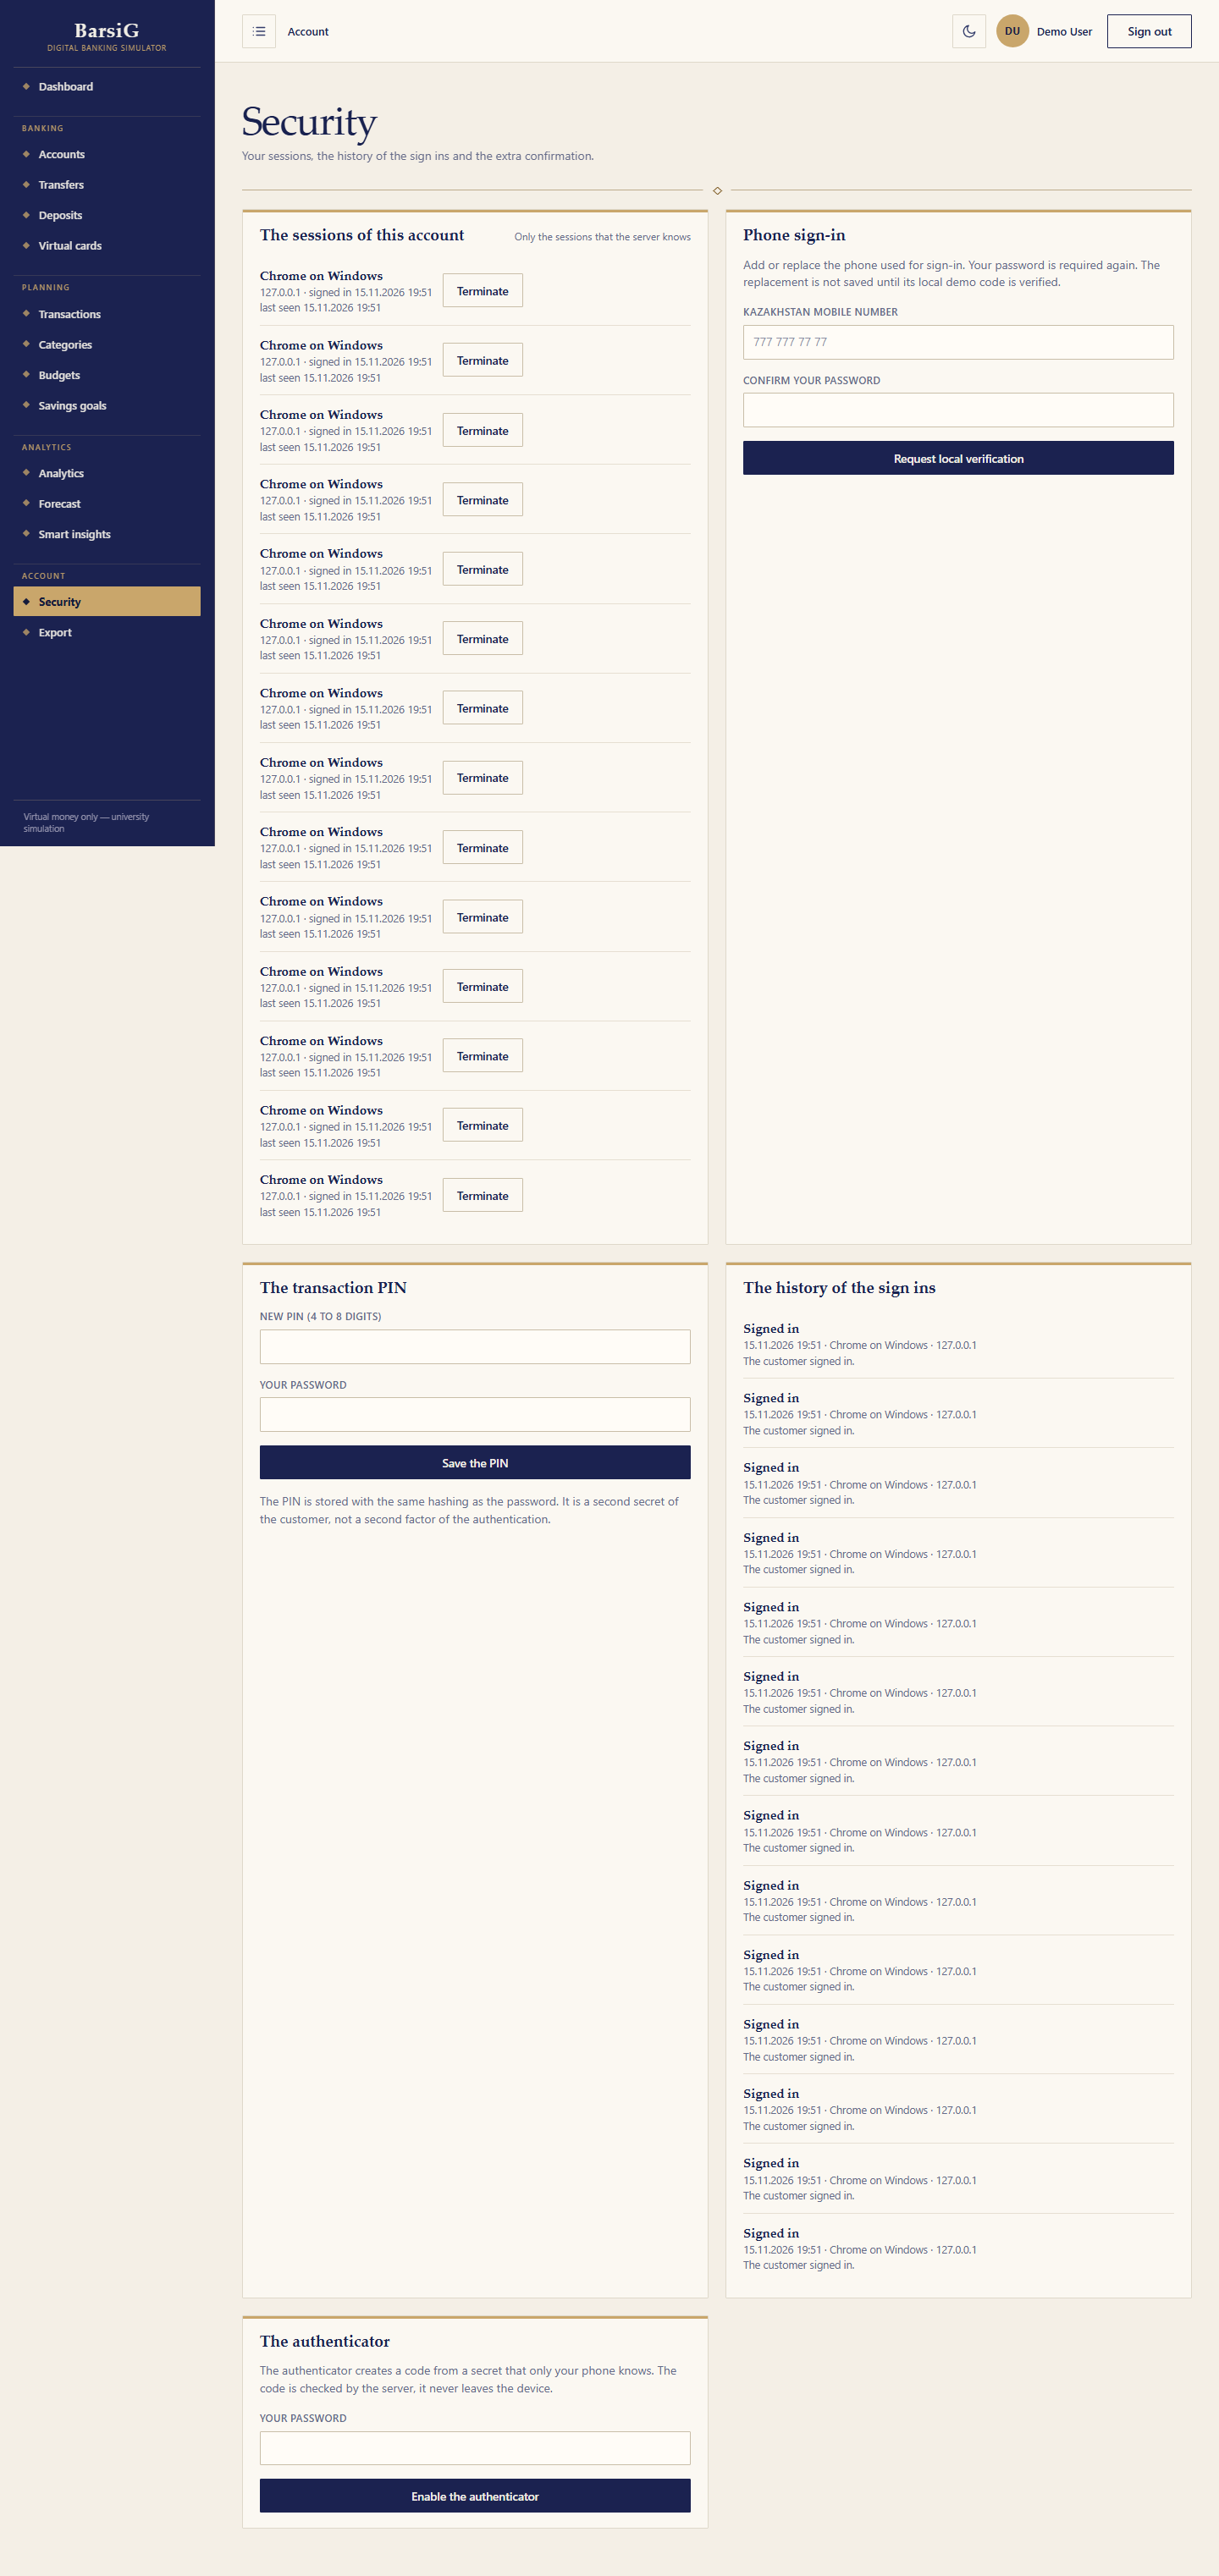 BarsiG
DIGITAL BANKING SIMULATOR
Dashboard
BANKING
Accounts
Transfers
Deposits
Virtual cards
PLANNING
Transactions
Categories
Budgets
Savings goals
ANALYTICS
Analytics
Forecast
Smart insights
ACCOUNT
Security
Export
Virtual money only — university
simulation
Account
DU
Demo User
Sign out
Security
Your sessions, the history of the sign ins and the extra confirmation.
The sessions of this account
Only the sessions that the server knows
Chrome on Windows
127.0.0.1 · signed in 15.11.2026 19:51
last seen 15.11.2026 19:51
Terminate
Chrome on Windows
127.0.0.1 · signed in 15.11.2026 19:51
last seen 15.11.2026 19:51
Terminate
Chrome on Windows
127.0.0.1 · signed in 15.11.2026 19:51
last seen 15.11.2026 19:51
Terminate
Chrome on Windows
127.0.0.1 · signed in 15.11.2026 19:51
last seen 15.11.2026 19:51
Terminate
Chrome on Windows
127.0.0.1 · signed in 15.11.2026 19:51
last seen 15.11.2026 19:51
Terminate
Chrome on Windows
127.0.0.1 · signed in 15.11.2026 19:51
last seen 15.11.2026 19:51
Terminate
Chrome on Windows
127.0.0.1 · signed in 15.11.2026 19:51
last seen 15.11.2026 19:51
Terminate
Chrome on Windows
127.0.0.1 · signed in 15.11.2026 19:51
last seen 15.11.2026 19:51
Terminate
Chrome on Windows
127.0.0.1 · signed in 15.11.2026 19:51
last seen 15.11.2026 19:51
Terminate
Chrome on Windows
127.0.0.1 · signed in 15.11.2026 19:51
last seen 15.11.2026 19:51
Terminate
Chrome on Windows
127.0.0.1 · signed in 15.11.2026 19:51
last seen 15.11.2026 19:51
Terminate
Chrome on Windows
127.0.0.1 · signed in 15.11.2026 19:51
last seen 15.11.2026 19:51
Terminate
Chrome on Windows
127.0.0.1 · signed in 15.11.2026 19:51
last seen 15.11.2026 19:51
Terminate
Chrome on Windows
127.0.0.1 · signed in 15.11.2026 19:51
last seen 15.11.2026 19:51
Terminate
Phone sign-in
Add or replace the phone used for sign-in. Your password is required again. The
replacement is not saved until its local demo code is verified.
KAZAKHSTAN MOBILE NUMBER
777 777 77 77
CONFIRM YOUR PASSWORD
Request local verification
The transaction PIN
NEW PIN (4 TO 8 DIGITS)
YOUR PASSWORD
Save the PIN
The PIN is stored with the same hashing as the password. It is a second secret of
the customer, not a second factor of the authentication.
The history of the sign ins
Signed in
15.11.2026 19:51 · Chrome on Windows · 127.0.0.1
The customer signed in.
Signed in
15.11.2026 19:51 · Chrome on Windows · 127.0.0.1
The customer signed in.
Signed in
15.11.2026 19:51 · Chrome on Windows · 127.0.0.1
The customer signed in.
Signed in
15.11.2026 19:51 · Chrome on Windows · 127.0.0.1
The customer signed in.
Signed in
15.11.2026 19:51 · Chrome on Windows · 127.0.0.1
The customer signed in.
Signed in
15.11.2026 19:51 · Chrome on Windows · 127.0.0.1
The customer signed in.
Signed in
15.11.2026 19:51 · Chrome on Windows · 127.0.0.1
The customer signed in.
Signed in
15.11.2026 19:51 · Chrome on Windows · 127.0.0.1
The customer signed in.
Signed in
15.11.2026 19:51 · Chrome on Windows · 127.0.0.1
The customer signed in.
Signed in
15.11.2026 19:51 · Chrome on Windows · 127.0.0.1
The customer signed in.
Signed in
15.11.2026 19:51 · Chrome on Windows · 127.0.0.1
The customer signed in.
Signed in
15.11.2026 19:51 · Chrome on Windows · 127.0.0.1
The customer signed in.
Signed in
15.11.2026 19:51 · Chrome on Windows · 127.0.0.1
The customer signed in.
Signed in
15.11.2026 19:51 · Chrome on Windows · 127.0.0.1
The customer signed in.
The authenticator
The authenticator creates a code from a secret that only your phone knows. The
code is checked by the server, it never leaves the device.
YOUR PASSWORD
Enable the authenticator